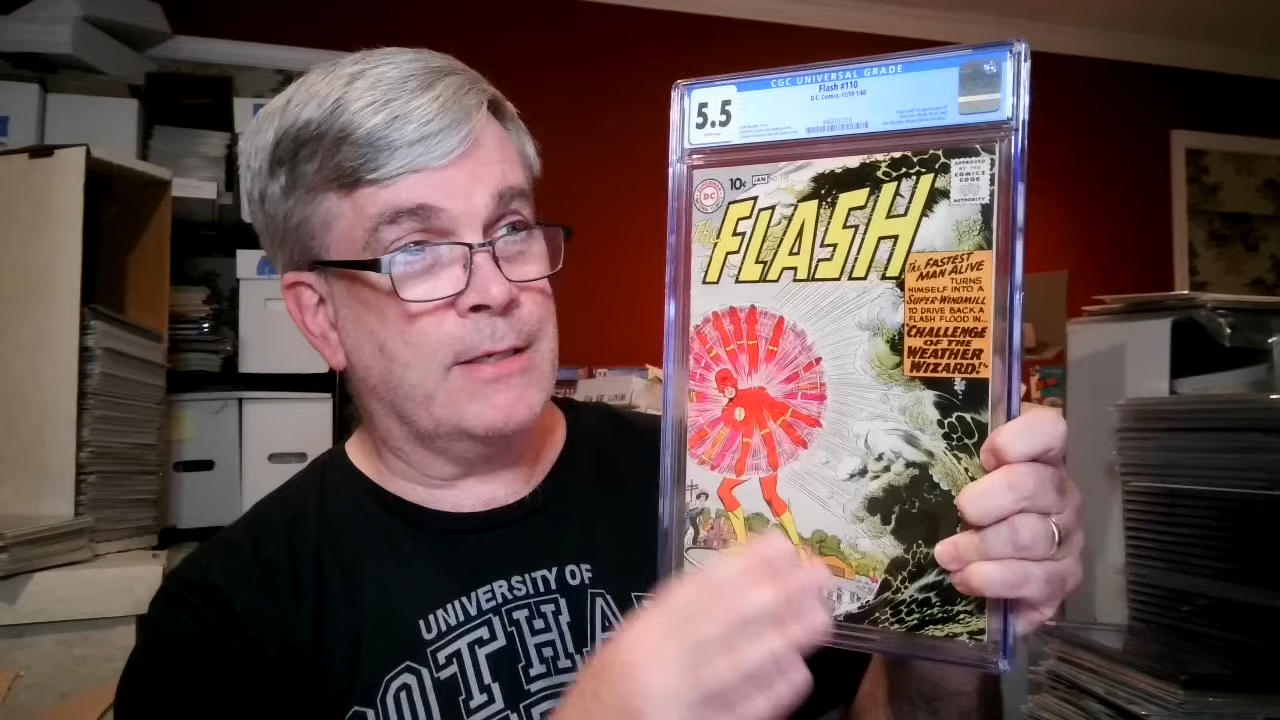 CGC UNIVERSAL GRADE
Flash #110
D.C. Comics, 12/59-1/60
5.5
DC
10¢
JAN
APPROVED
BY THE
COMICS
CODE
AUTHORITY
The
FLASH
The FASTEST
MAN ALIVE
TURNS
HIMSELF INTO A
SUPER-WINDMILL
TO DRIVE BACK A
FLASH FLOOD IN...
"CHALLENGE
OF THE
WEATHER
WIZARD!"
UNIVERSITY OF
OTHA